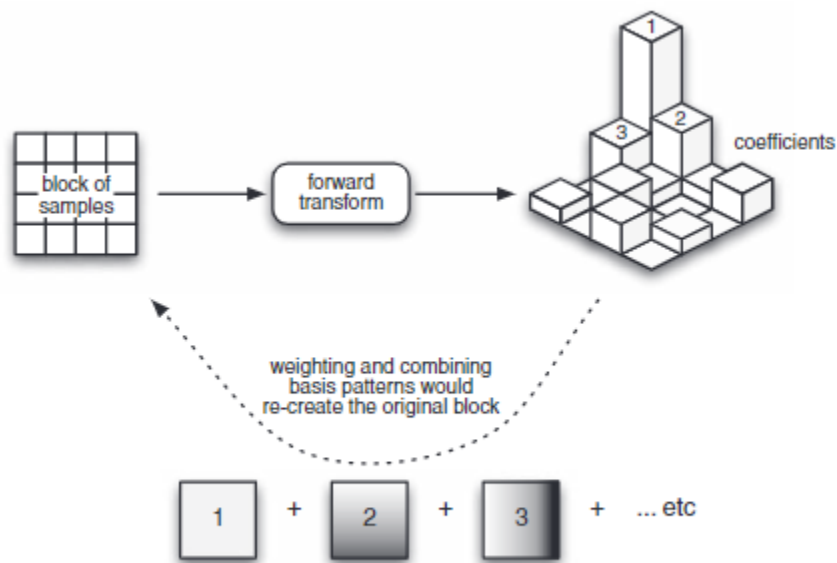 1
3
2
coefficients
block of
samples
forward
transform
weighting and combining
basis patterns would
re-create the original block
1 + 2 + 3 + ... etc